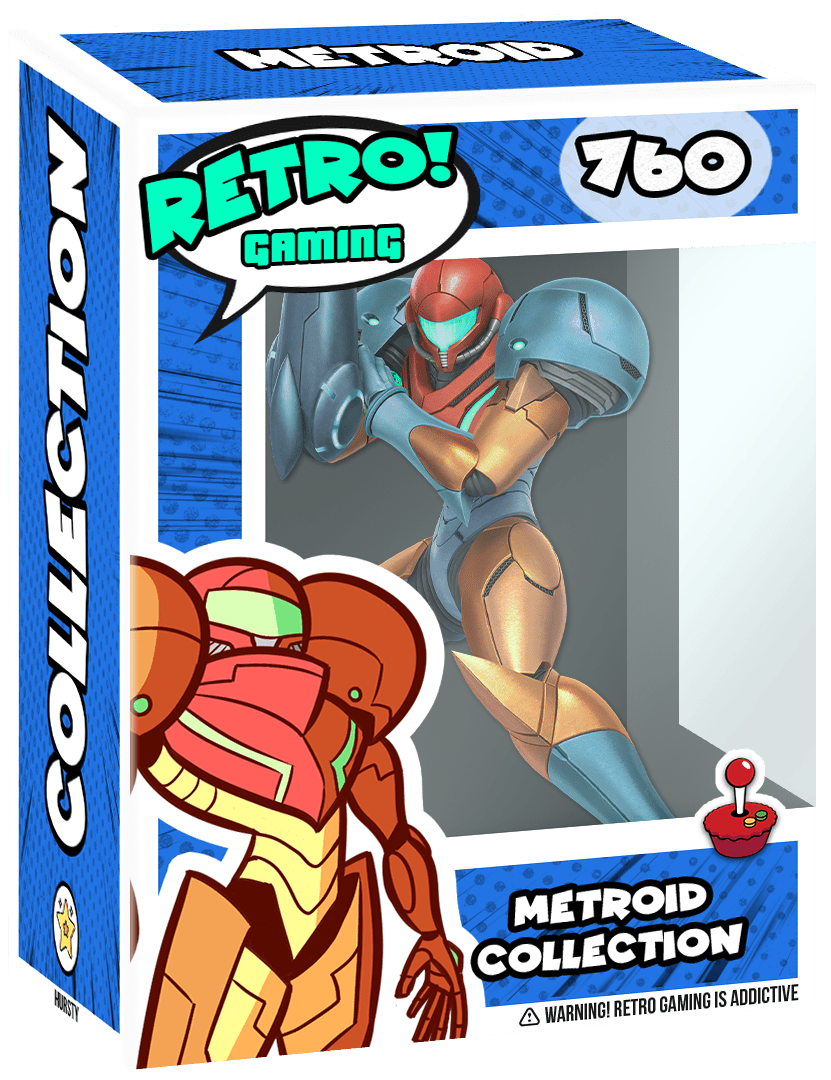 METROID
COLLECTION
HURSTY
RETRO!
GAMING
760
METROID
COLLECTION
⚠ WARNING! RETRO GAMING IS ADDICTIVE